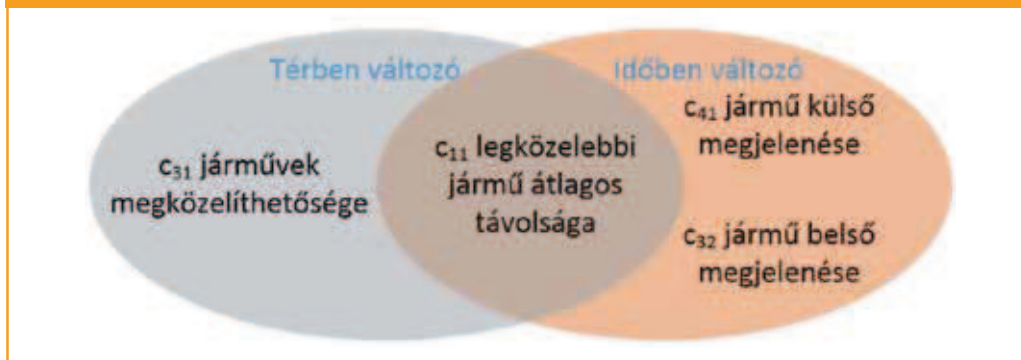 Térben változó
Időben változó
c₃₁ járművek
megközelíthetősége
c₁₁ legközelebbi
jármű átlagos
távolsága
c₄₁ jármű külső
megjelenése
c₃₂ jármű belső
megjelenése